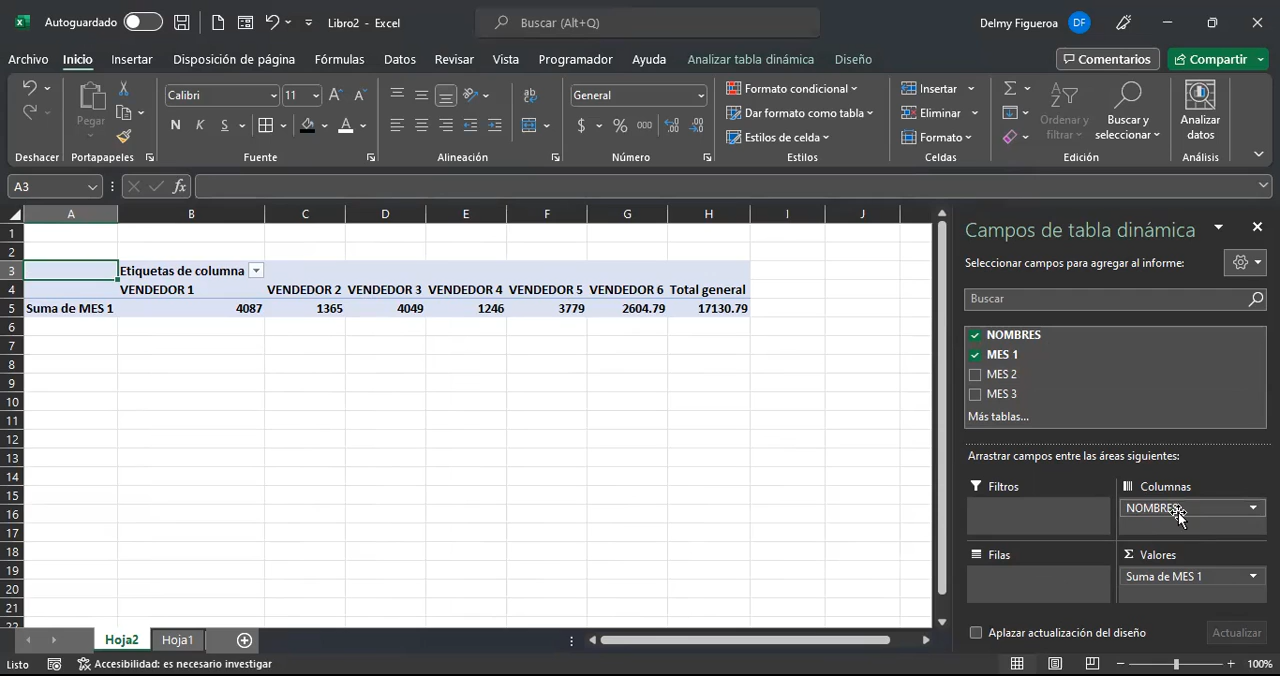 Autoguardado Libro2 - Excel Buscar (Alt+Q) Delmy Figueroa DF
Archivo Inicio Insertar Disposición de página Fórmulas Datos Revisar Vista Programador Ayuda Analizar tabla dinámica Diseño Comentarios Compartir
Pegar Calibri 11 General Formato condicional Insertar Ordenar y filtrar Buscar y seleccionar Analizar datos
N K S $ % 000 Dar formato como tabla Eliminar
Estilos de celda Formato
Deshacer Portapapeles Fuente Alineación Número Estilos Celdas Edición Análisis
A3 fx
A B C D E F G H I J
1
2
3 Etiquetas de columna
4 VENDEDOR 1 VENDEDOR 2 VENDEDOR 3 VENDEDOR 4 VENDEDOR 5 VENDEDOR 6 Total general
5 Suma de MES 1 4087 1365 4049 1246 3779 2604.79 17130.79
6
7
8
9
10
11
12
13
14
15
16
17
18
19
20
21
22
Campos de tabla dinámica
Seleccionar campos para agregar al informe:
Buscar
NOMBRES
MES 1
MES 2
MES 3
Más tablas...
Arrastrar campos entre las áreas siguientes:
Filtros Columnas
NOMBRES
Filas Σ Valores
Suma de MES 1
Aplazar actualización del diseño Actualizar
Hoja2 Hoja1
Listo Accesibilidad: es necesario investigar 100%